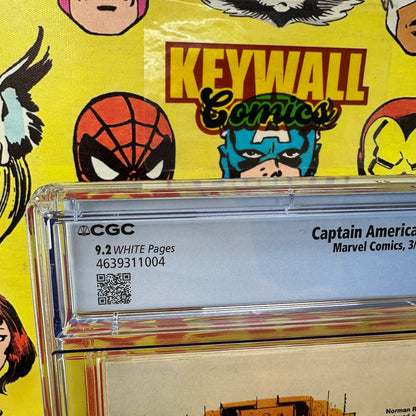 KEYWALL
Comics
CGC
9.2 WHITE Pages
4639311004
Captain America
Marvel Comics, 3/
Norman